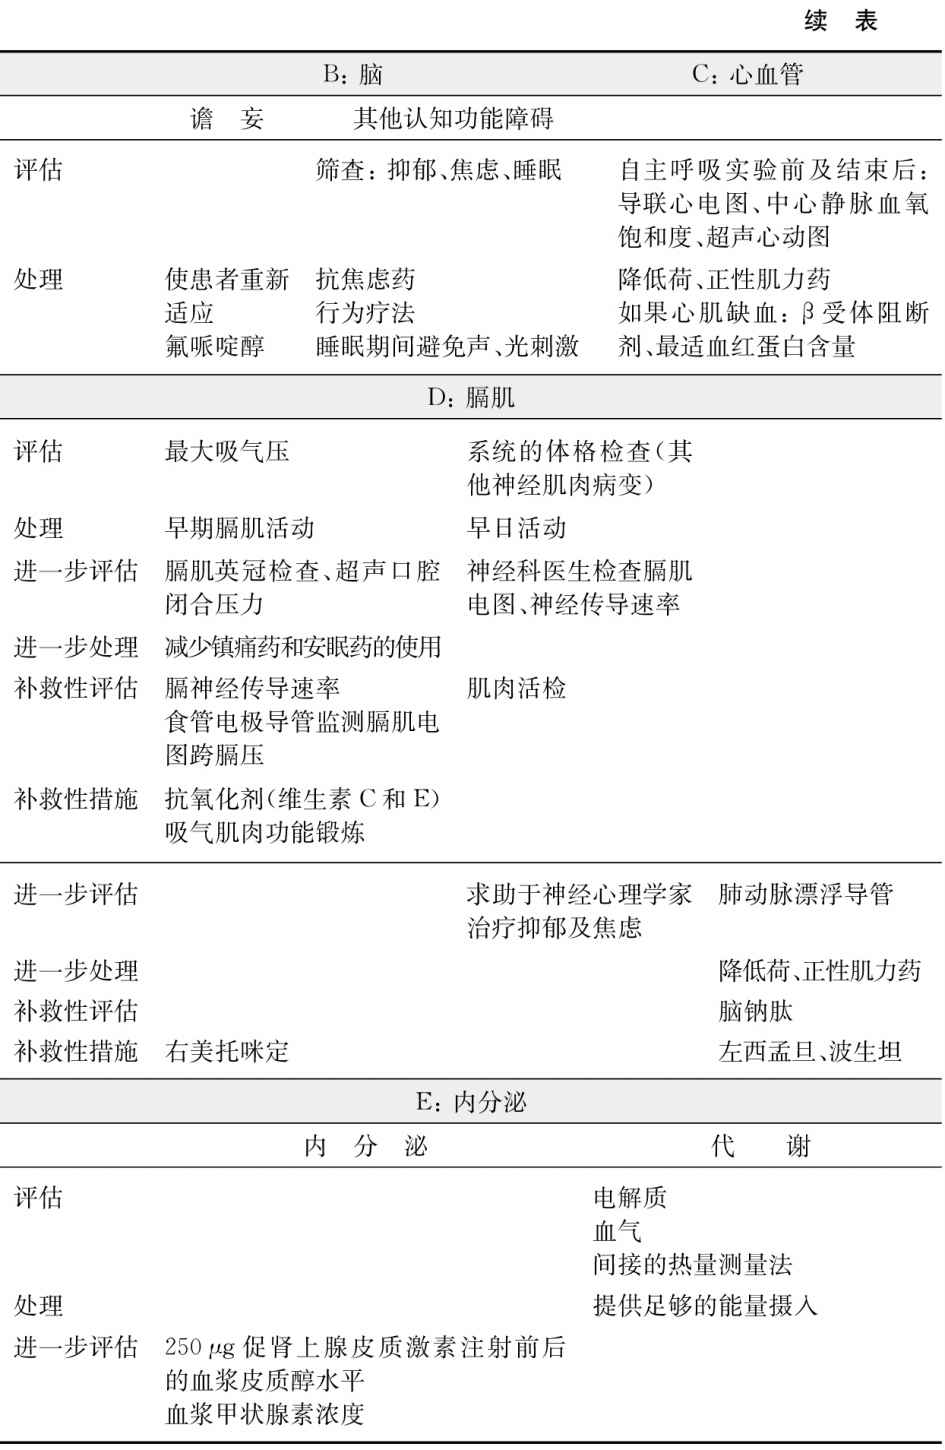 续 表
B: 脑 C: 心血管
谵 妄 其他认知功能障碍
评估 筛查: 抑郁、焦虑、睡眠 自主呼吸实验前及结束后:
导联心电图、中心静脉血氧
饱和度、超声心动图
处理 使患者重新 抗焦虑药 降低荷、正性肌力药
适应 行为疗法 如果心肌缺血: β受体阻断
氟哌啶醇 睡眠期间避免声、光刺激 剂、最适血红蛋白含量
D: 膈肌
评估 最大吸气压 系统的体格检查(其
他神经肌肉病变)
处理 早期膈肌活动 早日活动
进一步评估 膈肌英冠检查、超声口腔 神经科医生检查膈肌
闭合压力 电图、神经传导速率
进一步处理 减少镇痛药和安眠药的使用
补救性评估 膈神经传导速率 肌肉活检
食管电极导管监测膈肌电
图跨膈压
补救性措施 抗氧化剂(维生素 C 和 E)
吸气肌肉功能锻炼
进一步评估 求助于神经心理学家 肺动脉漂浮导管
治疗抑郁及焦虑
进一步处理 降低荷、正性肌力药
补救性评估 脑钠肽
补救性措施 右美托咪定 左西孟旦、波生坦
E: 内分泌
内 分 泌 代 谢
评估 电解质
血气
间接的热量测量法
处理 提供足够的能量摄入
进一步评估 250 μg 促肾上腺皮质激素注射前后
的血浆皮质醇水平
血浆甲状腺素浓度